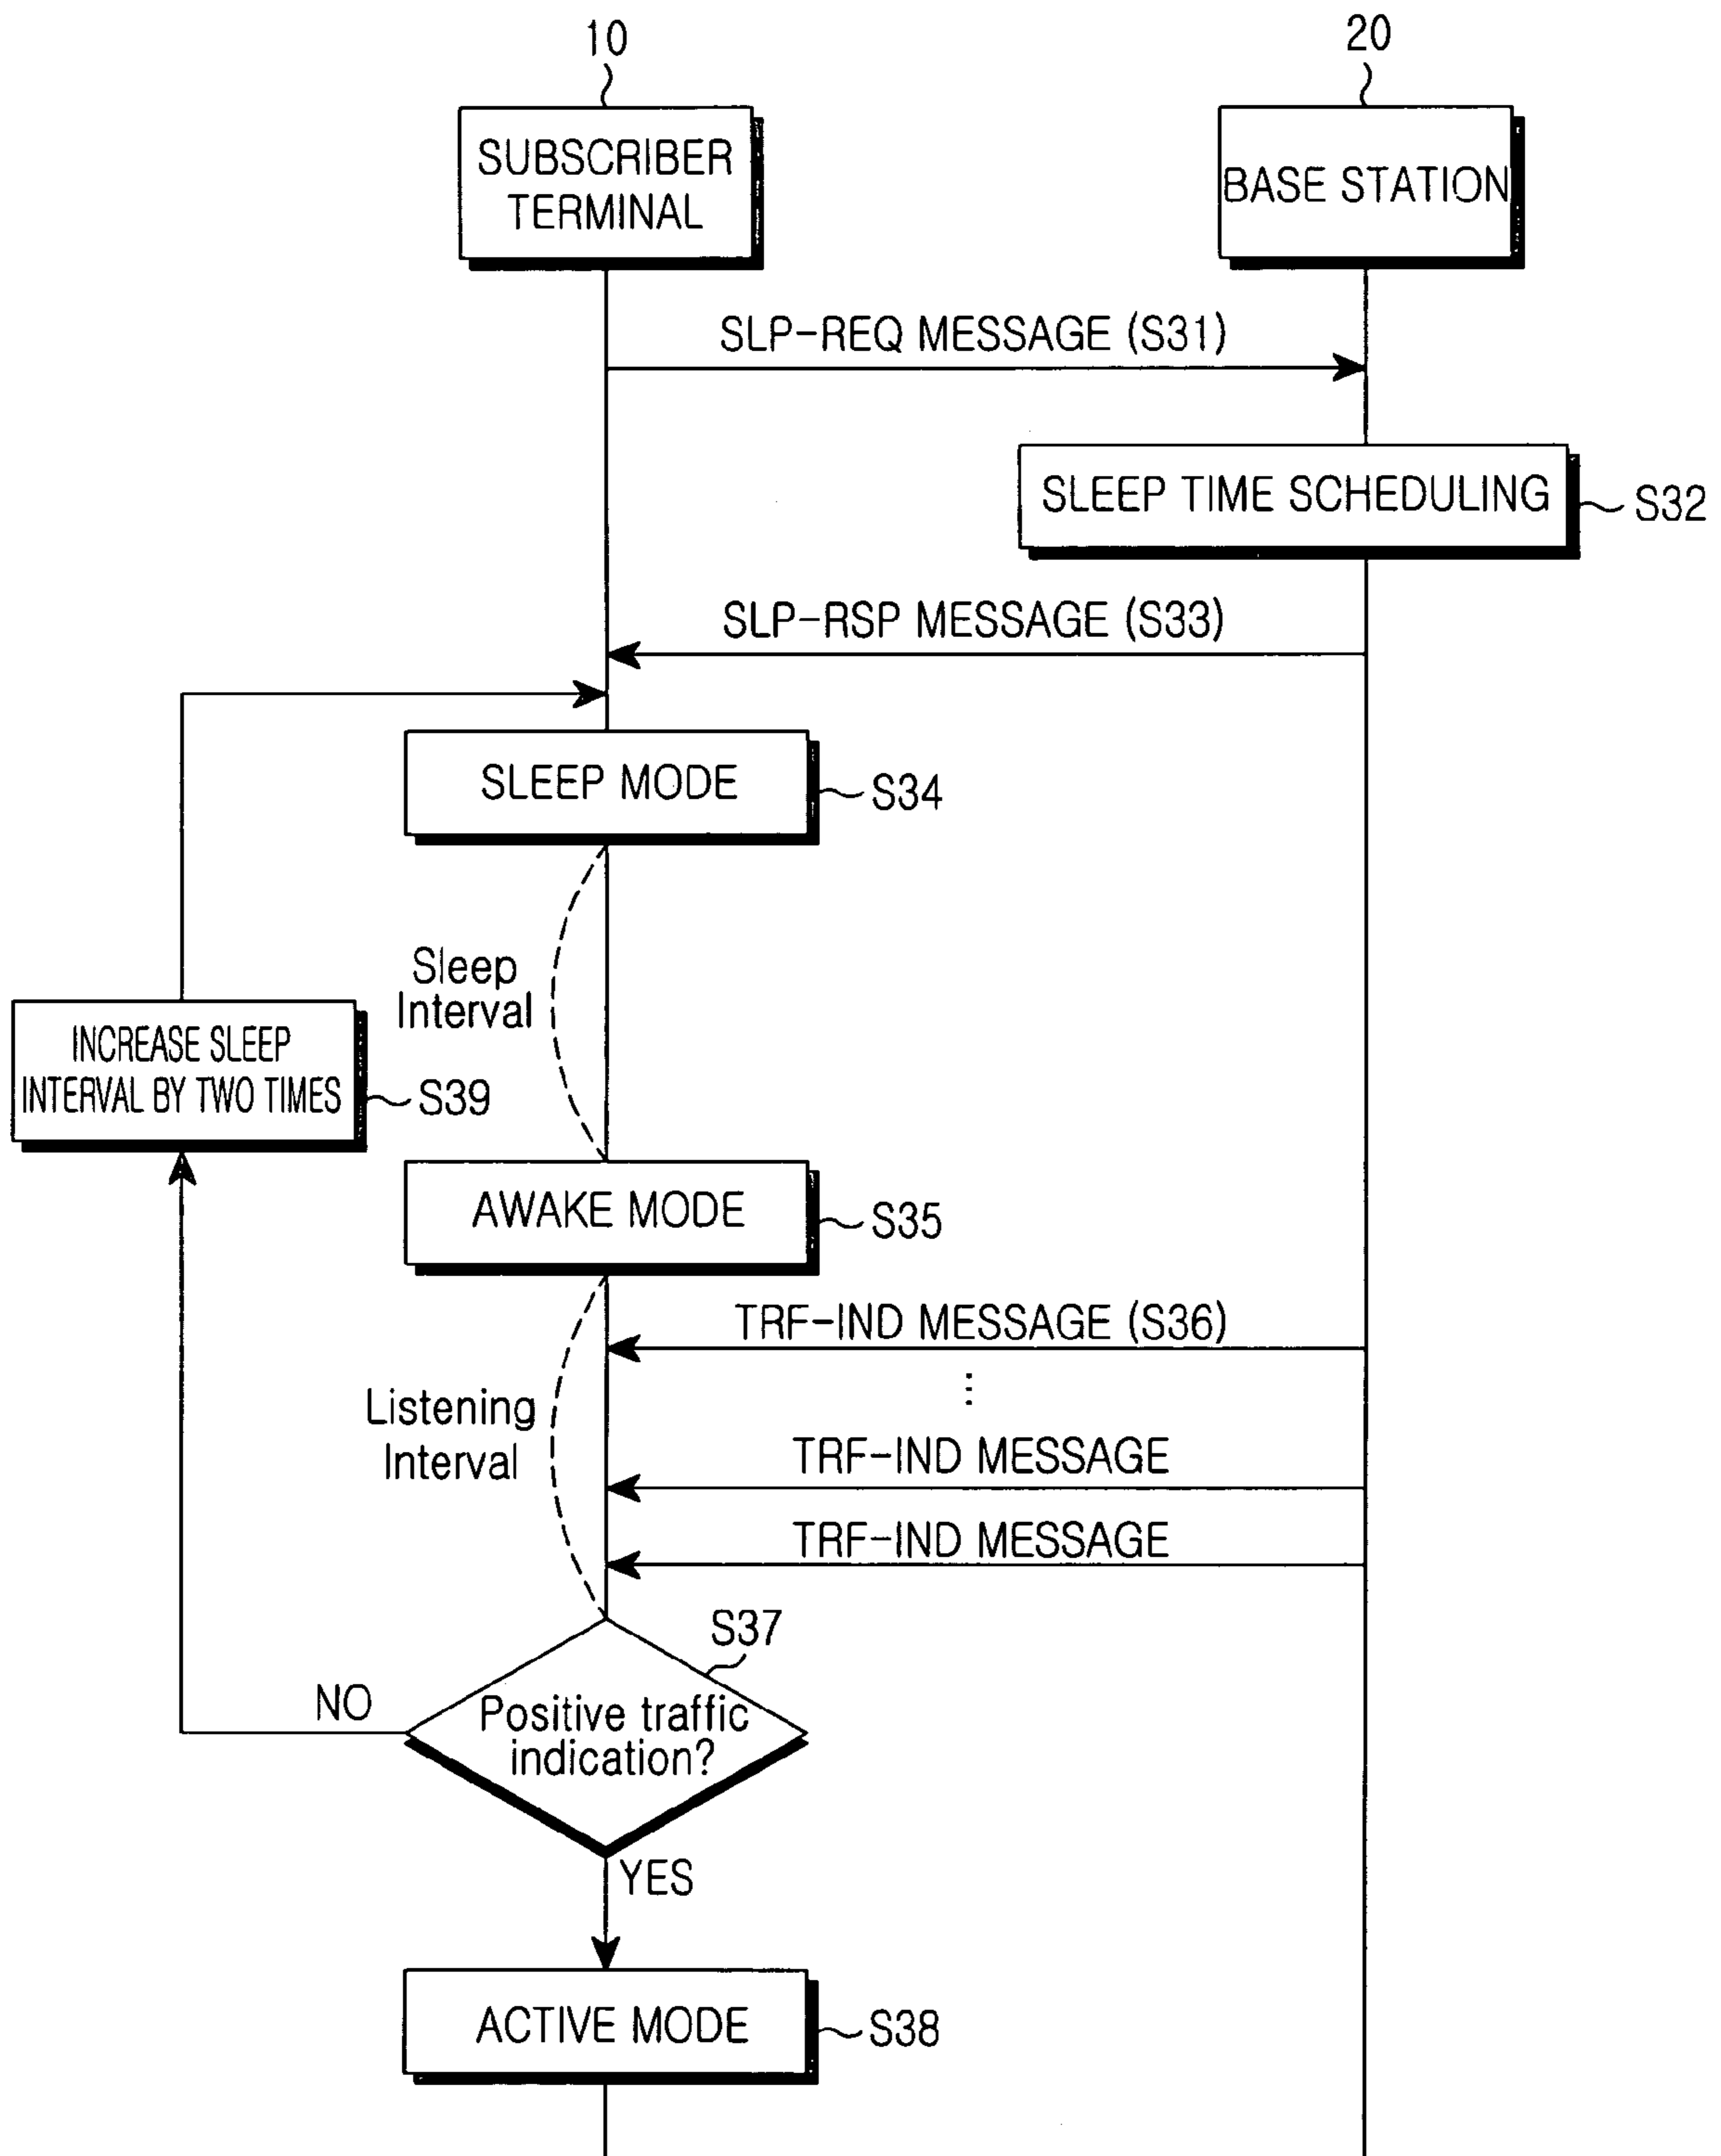 10
20
SUBSCRIBER
TERMINAL
BASE STATION
SLP-REQ MESSAGE (S31)
SLEEP TIME SCHEDULING
S32
SLP-RSP MESSAGE (S33)
SLEEP MODE
S34
Sleep
Interval
INCREASE SLEEP
INTERVAL BY TWO TIMES
S39
AWAKE MODE
S35
TRF-IND MESSAGE (S36)
⋮
Listening
Interval
TRF-IND MESSAGE
TRF-IND MESSAGE
S37
Positive traffic
indication?
NO
YES
ACTIVE MODE
S38